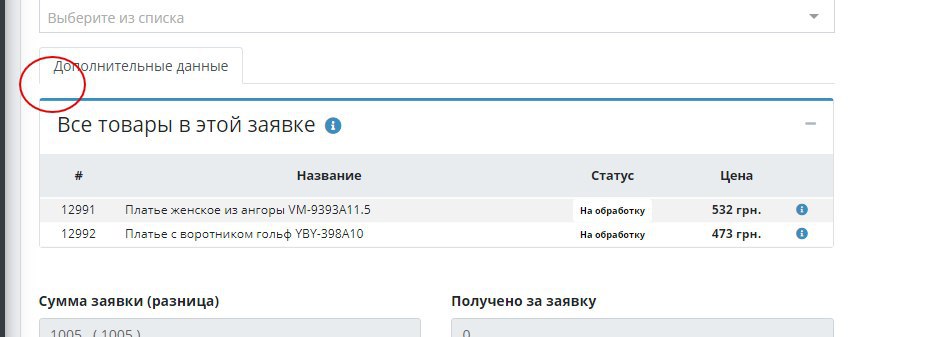 Выберите из списка
Дополнительные данные
Все товары в этой заявке
# Название Статус Цена
12991 Платье женское из ангоры VM-9393A11.5 На обработку 532 грн.
12992 Платье с воротником гольф YBY-398A10 На обработку 473 грн.
Сумма заявки (разница) Получено за заявку
1005 ( 1005 ) 0